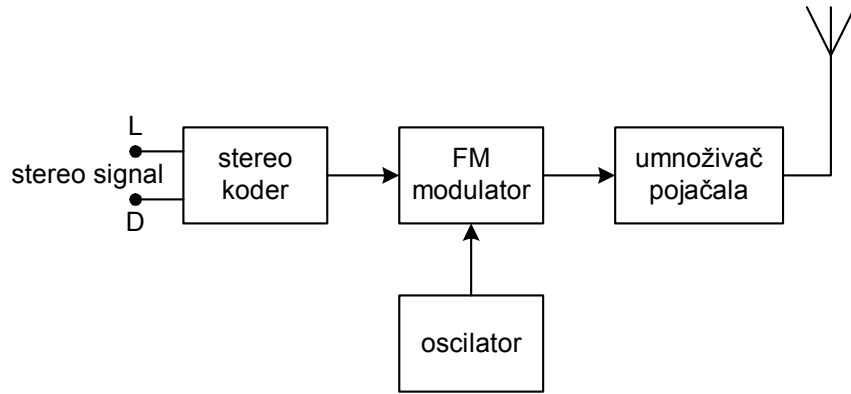 L
stereo signal
D
stereo
koder
FM
modulator
umnoživač
pojačala
oscilator